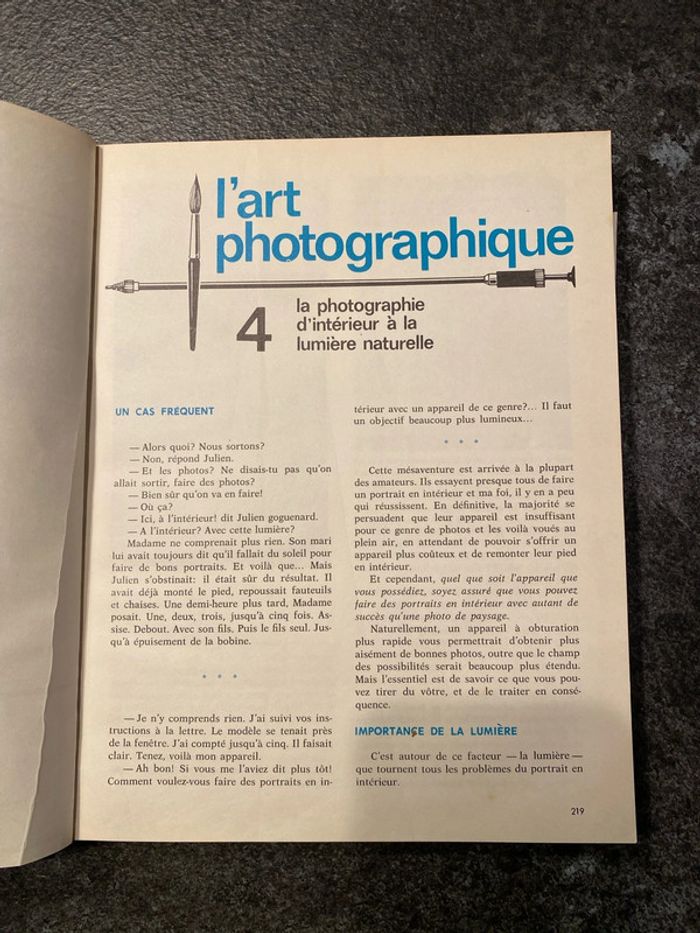 l'art
photographique
4
la photographie
d'intérieur à la
lumière naturelle
UN CAS FRÉQUENT
— Alors quoi? Nous sortons?
— Non, répond Julien.
— Et les photos? Ne disais-tu pas qu'on
allait sortir, faire des photos?
— Bien sûr qu'on va en faire!
— Où ça?
— Ici, à l'intérieur! dit Julien goguenard.
— A l'intérieur? Avec cette lumière?
Madame ne comprenait plus rien. Son mari
lui avait toujours dit qu'il fallait du soleil pour
faire de bons portraits. Et voilà que... Mais
Julien s'obstinait: il était sûr du résultat. Il
avait déjà monté le pied, repoussait fauteuils
et chaises. Une demi-heure plus tard, Madame
posait. Une, deux, trois, jusqu'à cinq fois. As-
sise. Debout. Avec son fils. Puis le fils seul. Jus-
qu'à épuisement de la bobine.
* * *
— Je n'y comprends rien. J'ai suivi vos ins-
tructions à la lettre. Le modèle se tenait près
de la fenêtre. J'ai compté jusqu'à cinq. Il faisait
clair. Tenez, voilà mon appareil.
— Ah bon! Si vous me l'aviez dit plus tôt!
Comment voulez-vous faire des portraits en in-
térieur avec un appareil de ce genre?... Il faut
un objectif beaucoup plus lumineux...
* * *
Cette mésaventure est arrivée à la plupart
des amateurs. Ils essayent presque tous de faire
un portrait en intérieur et ma foi, il y en a peu
qui réussissent. En définitive, la majorité se
persuadent que leur appareil est insuffisant
pour ce genre de photos et les voilà voués au
plein air, en attendant de pouvoir s'offrir un
appareil plus coûteux et de remonter leur pied
en intérieur.
Et cependant, quel que soit l'appareil que
vous possédiez, soyez assuré que vous pouvez
faire des portraits en intérieur avec autant de
succès qu'une photo de paysage.
Naturellement, un appareil à obturation
plus rapide vous permettrait d'obtenir plus
aisément de bonnes photos, outre que le champ
des possibilités serait beaucoup plus étendu.
Mais l'essentiel est de savoir ce que vous pou-
vez tirer du vôtre, et de le traiter en consé-
quence.
IMPORTANCE DE LA LUMIÈRE
C'est autour de ce facteur — la lumière —
que tournent tous les problèmes du portrait en
intérieur.
219